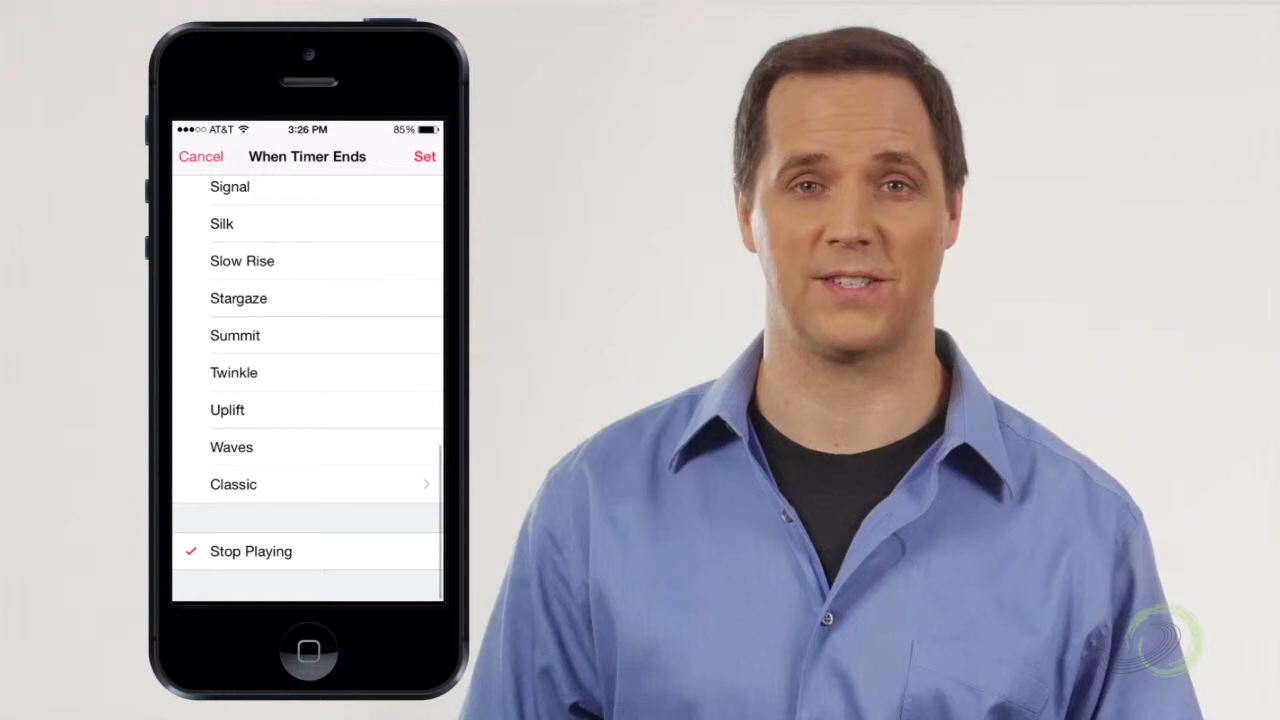 AT&T 3:26 PM 85%
Cancel When Timer Ends Set
Signal
Silk
Slow Rise
Stargaze
Summit
Twinkle
Uplift
Waves
Classic
Stop Playing